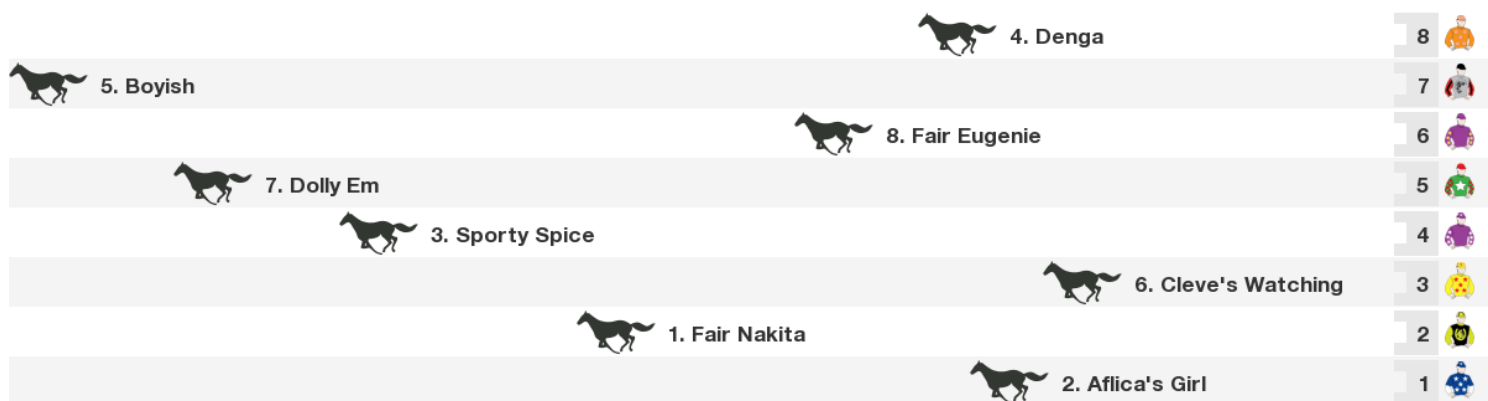 4. Denga 8
5. Boyish 7
8. Fair Eugenie 6
7. Dolly Em 5
3. Sporty Spice 4
6. Cleve's Watching 3
1. Fair Nakita 2
2. Aflica's Girl 1